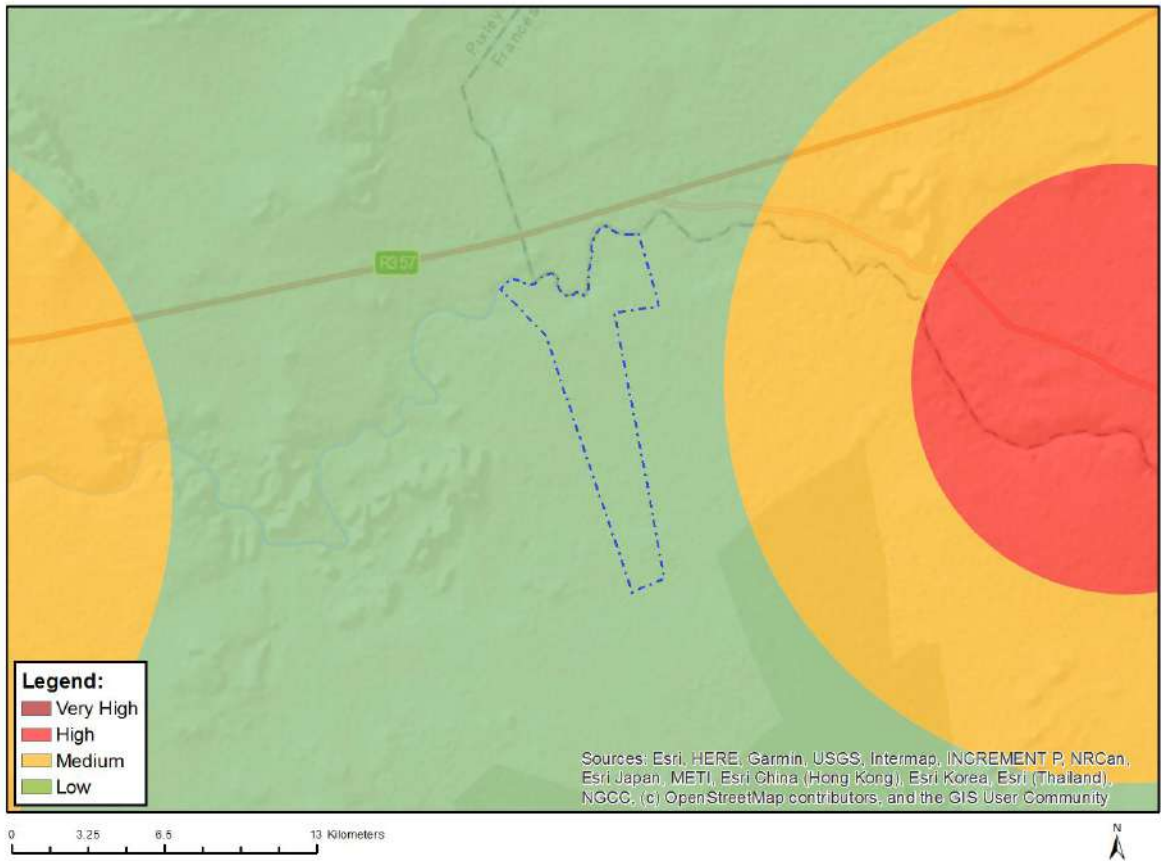 Pixley
Frances
R357
Legend:
Very High
High
Medium
Low
Sources: Esri, HERE, Garmin, USGS, Intermap, INCREMENT P, NRCan,
Esri Japan, METI, Esri China (Hong Kong), Esri Korea, Esri (Thailand),
NGCC, (c) OpenStreetMap contributors, and the GIS User Community
0 3.25 6.5 13 Kilometers
N